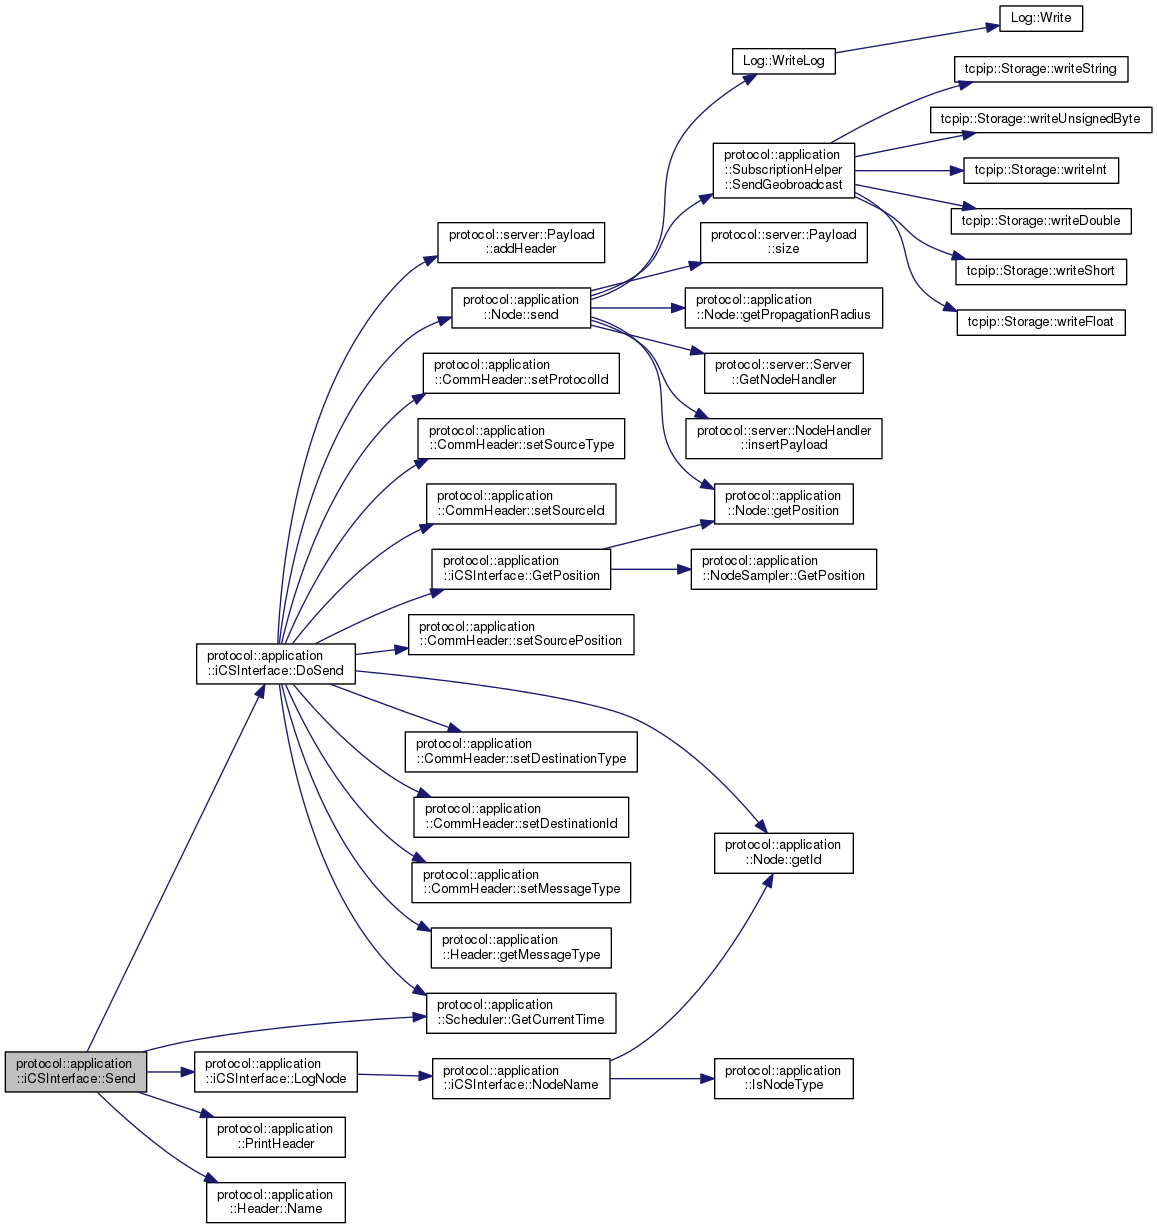 Log::Write
Log::WriteLog
tcpip::Storage::writeString
tcpip::Storage::writeUnsignedByte
protocol::application
::SubscriptionHelper
::SendGeobroadcast
tcpip::Storage::writeInt
tcpip::Storage::writeDouble
protocol::server::Payload
::addHeader
protocol::server::Payload
::size
tcpip::Storage::writeShort
protocol::application
::Node::send
protocol::application
::Node::getPropagationRadius
tcpip::Storage::writeFloat
protocol::application
::CommHeader::setProtocolId
protocol::server::Server
::GetNodeHandler
protocol::application
::CommHeader::setSourceType
protocol::server::NodeHandler
::insertPayload
protocol::application
::CommHeader::setSourceId
protocol::application
::Node::getPosition
protocol::application
::iCSInterface::GetPosition
protocol::application
::NodeSampler::GetPosition
protocol::application
::CommHeader::setSourcePosition
protocol::application
::iCSInterface::DoSend
protocol::application
::CommHeader::setDestinationType
protocol::application
::CommHeader::setDestinationId
protocol::application
::Node::getId
protocol::application
::CommHeader::setMessageType
protocol::application
::Header::getMessageType
protocol::application
::Scheduler::GetCurrentTime
protocol::application
::iCSInterface::Send
protocol::application
::iCSInterface::LogNode
protocol::application
::iCSInterface::NodeName
protocol::application
::IsNodeType
protocol::application
::PrintHeader
protocol::application
::Header::Name